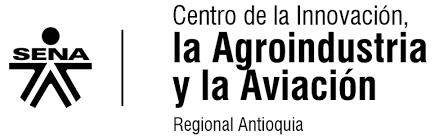 SENA
Centro de la Innovación,
la Agroindustria
y la Aviación
Regional Antioquia